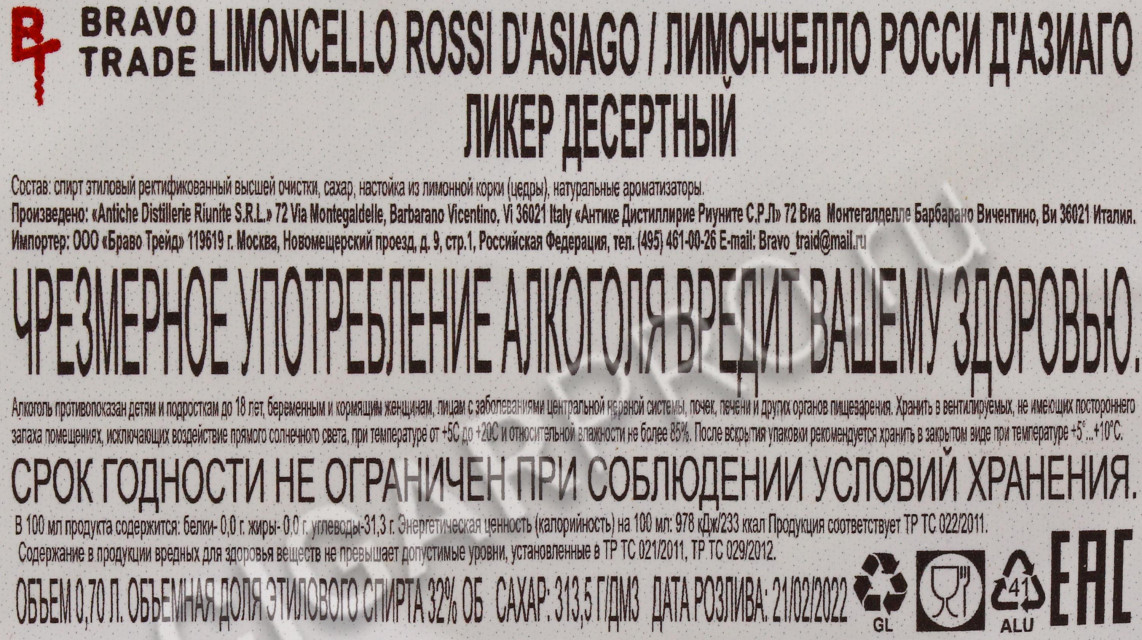 BRAVO TRADE LIMONCELLO ROSSI D'ASIAGO / ЛИМОНЧЕЛЛО РОССИ Д'АЗИАГО
ЛИКЕР ДЕСЕРТНЫЙ
Состав: спирт этиловый ректификованный высшей очистки, сахар, настойка из лимонной корки (цедры), натуральные ароматизаторы.
Произведено: «Antiche Distillerie Riunite S.R.L.» 72 Via Montegaldelle, Barbarano Vicentino, Vi 36021 Italy «Антике Дистиллирие Риуните С.Р.Л» 72 Виа Монтегалделле Барбарано Вичентино, Ви 36021 Италия.
Импортер: ООО «Браво Трейд» 119619 г. Москва, Новомещерский проезд, д. 9, стр.1, Российская Федерация, тел. (495) 461-00-26 E-mail: Bravo_traid@mail.ru
ЧРЕЗМЕРНОЕ УПОТРЕБЛЕНИЕ АЛКОГОЛЯ ВРЕДИТ ВАШЕМУ ЗДОРОВЬЮ.
Алкоголь противопоказан детям и подросткам до 18 лет, беременным и кормящим женщинам, лицам с заболеваниями центральной нервной системы, почек, печени и других органов пищеварения. Хранить в вентилируемых, не имеющих постороннего
запаха помещениях, исключающих воздействие прямого солнечного света, при температуре от +5С до +20С и относительной влажности не более 85%. После вскрытия упаковки рекомендуется хранить в закрытом виде при температуре +5°...+10°С.
СРОК ГОДНОСТИ НЕ ОГРАНИЧЕН ПРИ СОБЛЮДЕНИИ УСЛОВИЙ ХРАНЕНИЯ.
В 100 мл продукта содержится: белки- 0,0 г. жиры- 0,0 г. углеводы-31,3 г. Энергетическая ценность (калорийность) на 100 мл: 978 кДж/233 ккал Продукция соответствует ТР ТС 022/2011.
Содержание в продукции вредных для здоровья веществ не превышает допустимые уровни, установленные в ТР ТС 021/2011, ТР ТС 029/2012.
ОБЪЕМ 0,70 Л. ОБЪЕМНАЯ ДОЛЯ ЭТИЛОВОГО СПИРТА 32% ОБ САХАР: 313,5 Г/ДМ3 ДАТА РОЗЛИВА: 21/02/2022
GL 41 ALU EAC
CIGARPRO.ru